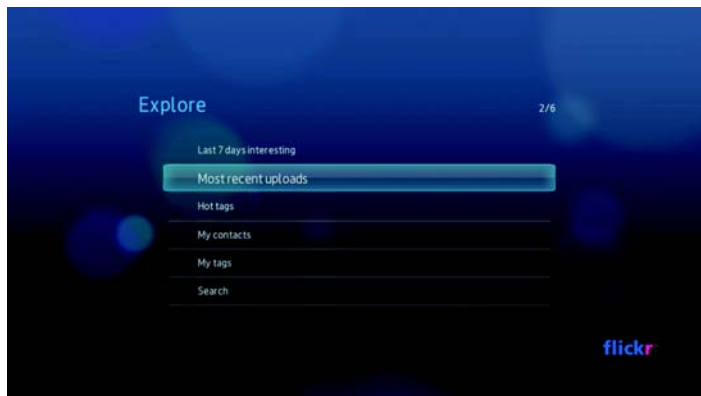 Explore
2/6
Last 7 days interesting
Most recent uploads
Hot tags
My contacts
My tags
Search
flickr